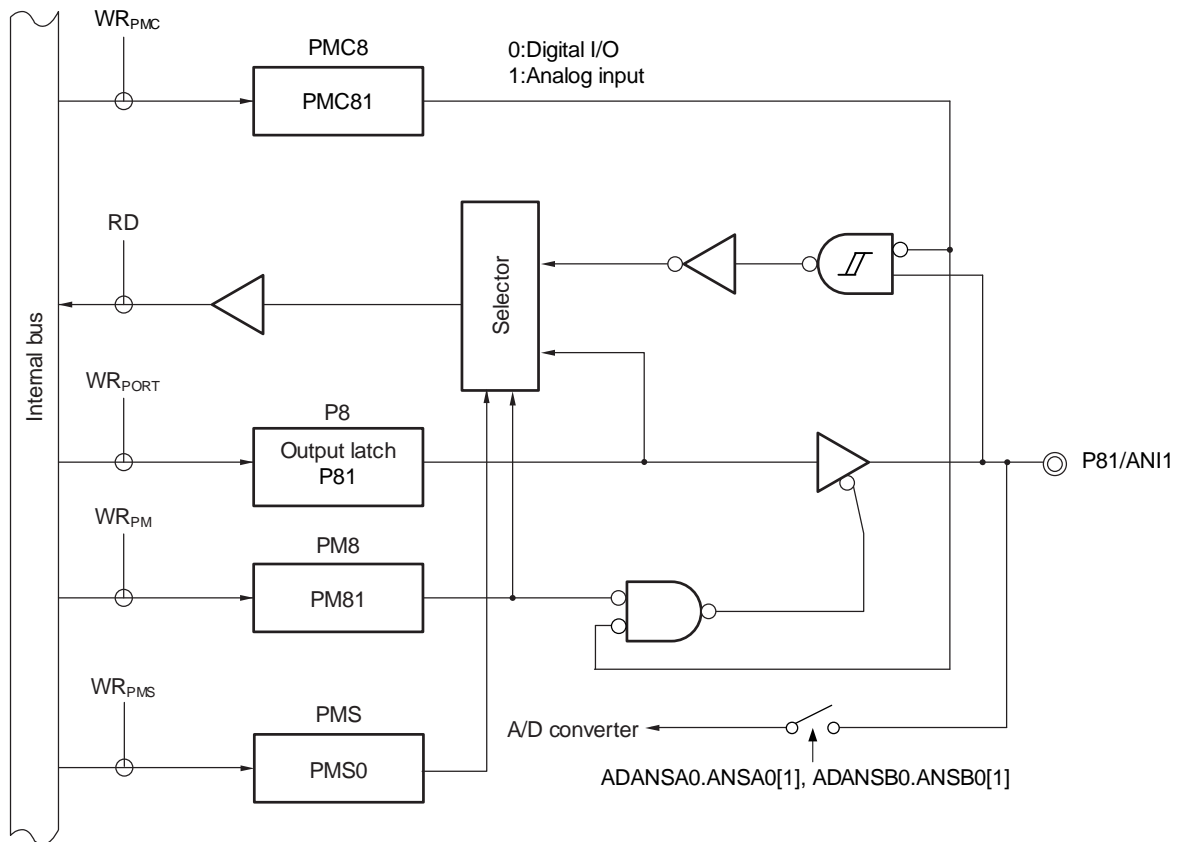 WRPMC
PMC8
PMC81
0:Digital I/O
1:Analog input
RD
Selector
Internal bus
WRPORT
P8
Output latch
P81
P81/ANI1
WRPM
PM8
PM81
WRPMS
PMS
PMS0
A/D converter
ADANSA0.ANSA0[1], ADANSB0.ANSB0[1]